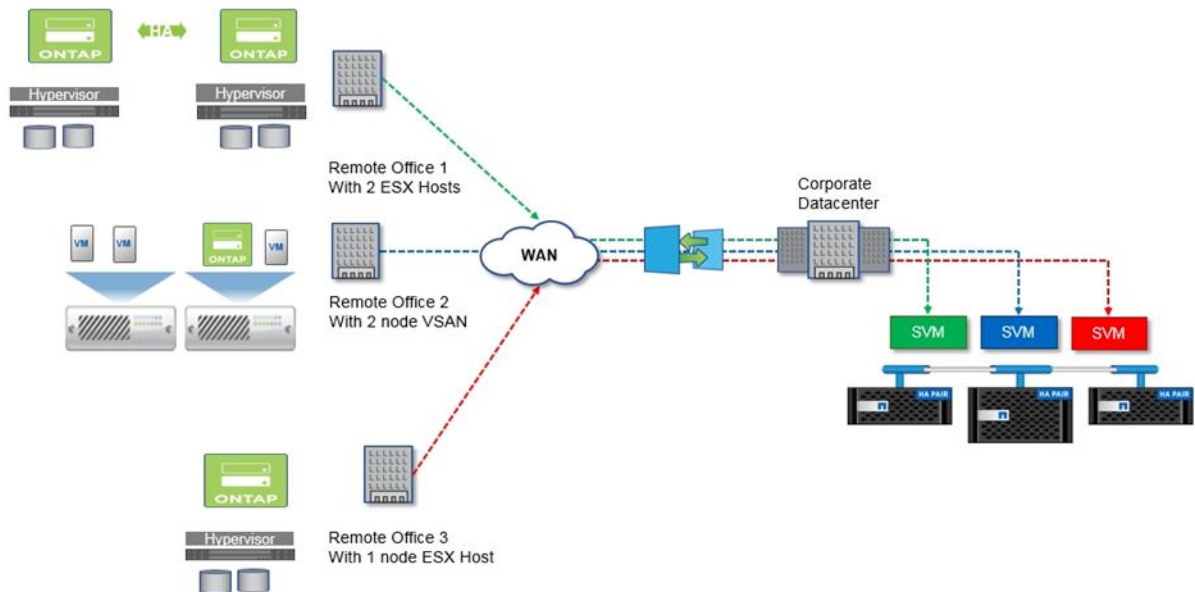 HA
ONTAP
ONTAP
Hypervisor
Hypervisor
Remote Office 1
With 2 ESX Hosts
VM
VM
ONTAP
VM
Remote Office 2
With 2 node VSAN
WAN
Corporate
Datacenter
SVM
SVM
SVM
HA PAIR
HA PAIR
HA PAIR
ONTAP
Hypervisor
Remote Office 3
With 1 node ESX Host